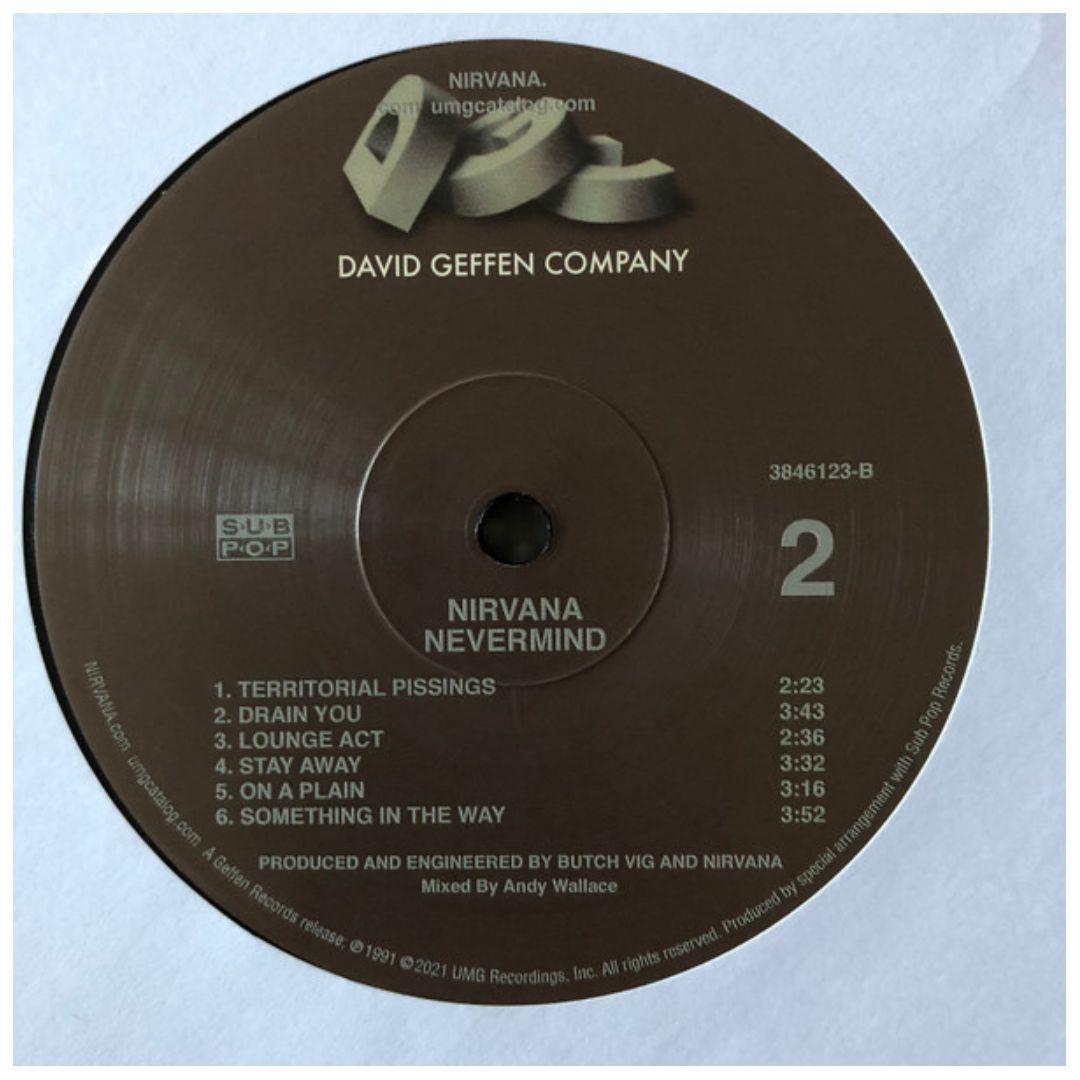 NIRVANA.
com umgcatalog.com
DAVID GEFFEN COMPANY
3846123-B
2
S·U·B
P·O·P
NIRVANA
NEVERMIND
1. TERRITORIAL PISSINGS 2:23
2. DRAIN YOU 3:43
3. LOUNGE ACT 2:36
4. STAY AWAY 3:32
5. ON A PLAIN 3:16
6. SOMETHING IN THE WAY 3:52
PRODUCED AND ENGINEERED BY BUTCH VIG AND NIRVANA
Mixed By Andy Wallace
NIRVANA.com umgcatalog.com A Geffen Records release; ℗1991 ©2021 UMG Recordings, Inc. All rights reserved. Produced by special arrangement with Sub Pop Records.